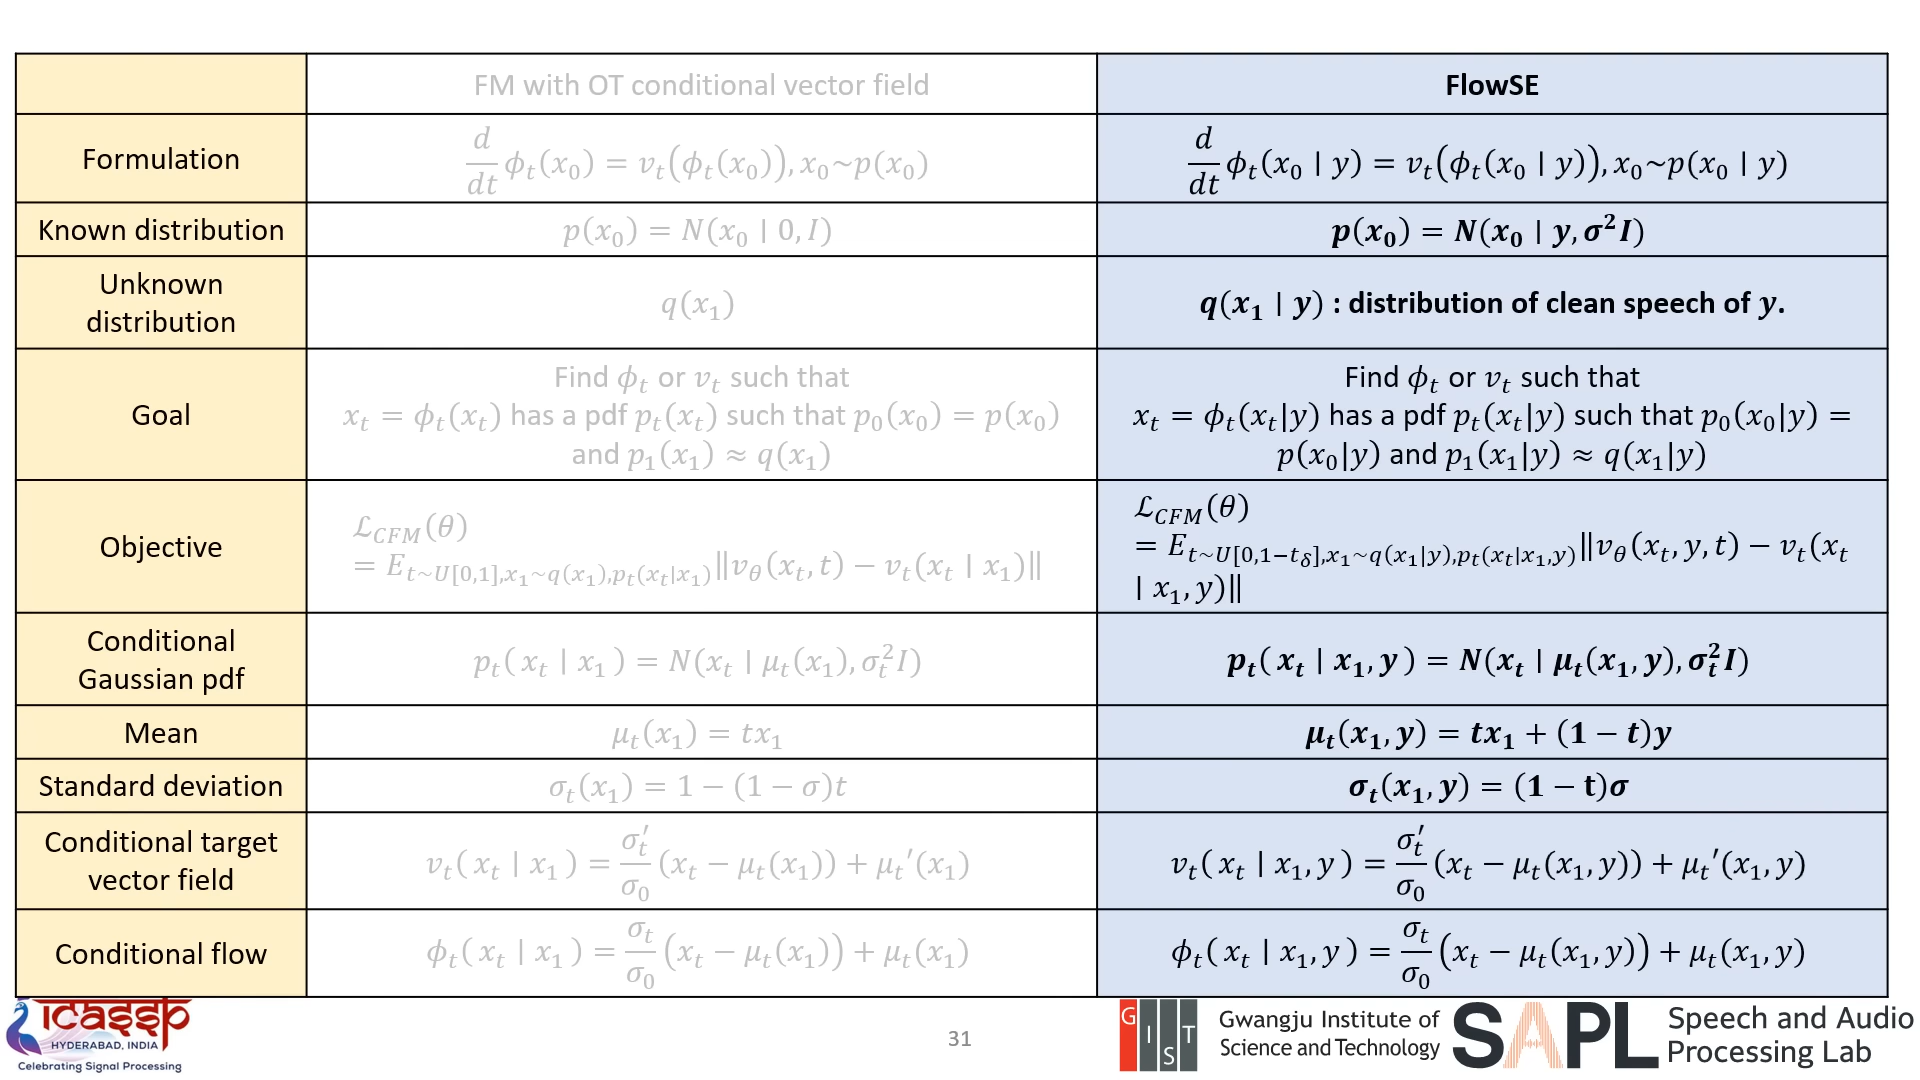 FM with OT conditional vector field
FlowSE
Formulation
d/dt ϕ_t(x_0) = v_t(ϕ_t(x_0)), x_0~p(x_0)
d/dt ϕ_t(x_0 | y) = v_t(ϕ_t(x_0 | y)), x_0~p(x_0 | y)
Known distribution
p(x_0) = N(x_0 | 0, I)
p(x_0) = N(x_0 | y, σ^2 I)
Unknown
distribution
q(x_1)
q(x_1 | y) : distribution of clean speech of y.
Goal
Find ϕ_t or v_t such that
x_t = ϕ_t(x_t) has a pdf p_t(x_t) such that p_0(x_0) = p(x_0)
and p_1(x_1) ≈ q(x_1)
Find ϕ_t or v_t such that
x_t = ϕ_t(x_t|y) has a pdf p_t(x_t|y) such that p_0(x_0|y) =
p(x_0|y) and p_1(x_1|y) ≈ q(x_1|y)
Objective
ℒ_CFM(θ)
= E_{t~U[0,1],x_1~q(x_1),p_t(x_t|x_1)}‖v_θ(x_t, t) − v_t(x_t | x_1)‖
ℒ_CFM(θ)
= E_{t~U[0,1−t_δ],x_1~q(x_1|y),p_t(x_t|x_1,y)}‖v_θ(x_t, y, t) − v_t(x_t
| x_1, y)‖
Conditional
Gaussian pdf
p_t( x_t | x_1 ) = N(x_t | μ_t(x_1), σ_t^2 I)
p_t( x_t | x_1, y ) = N(x_t | μ_t(x_1, y), σ_t^2 I)
Mean
μ_t(x_1) = tx_1
μ_t(x_1, y) = tx_1 + (1 − t)y
Standard deviation
σ_t(x_1) = 1 − (1 − σ)t
σ_t(x_1, y) = (1 − t)σ
Conditional target
vector field
v_t( x_t | x_1 ) = σ_t′/σ_0 (x_t − μ_t(x_1)) + μ_t′(x_1)
v_t( x_t | x_1, y ) = σ_t′/σ_0 (x_t − μ_t(x_1, y)) + μ_t′(x_1, y)
Conditional flow
ϕ_t( x_t | x_1 ) = σ_t/σ_0 (x_t − μ_t(x_1)) + μ_t(x_1)
ϕ_t( x_t | x_1, y ) = σ_t/σ_0 (x_t − μ_t(x_1, y)) + μ_t(x_1, y)
icassp
HYDERABAD, INDIA
Celebrating Signal Processing
31
GIST
Gwangju Institute of
Science and Technology
SAPL
Speech and Audio
Processing Lab